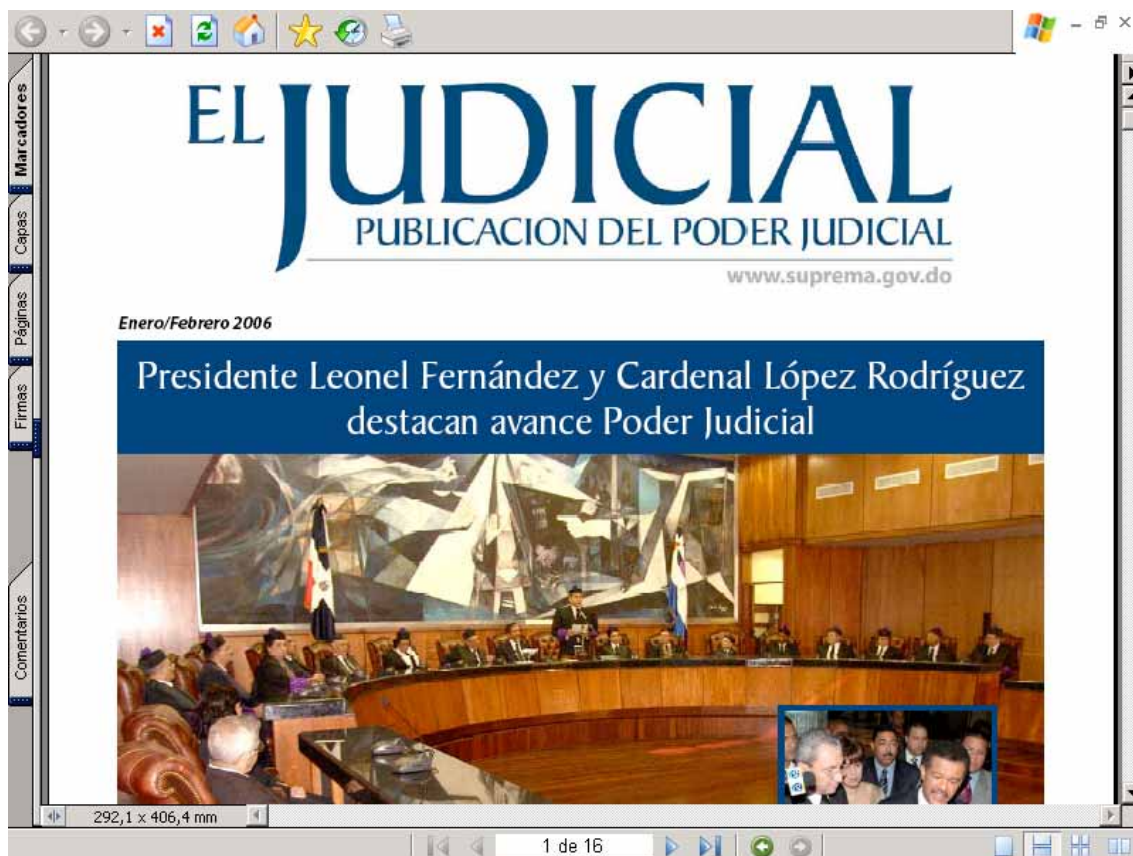 EL JUDICIAL
PUBLICACION DEL PODER JUDICIAL
www.suprema.gov.do
Enero/Febrero 2006
Presidente Leonel Fernández y Cardenal López Rodríguez
destacan avance Poder Judicial
Marcadores
Capas
Páginas
Firmas
Comentarios
292,1 x 406,4 mm
1 de 16